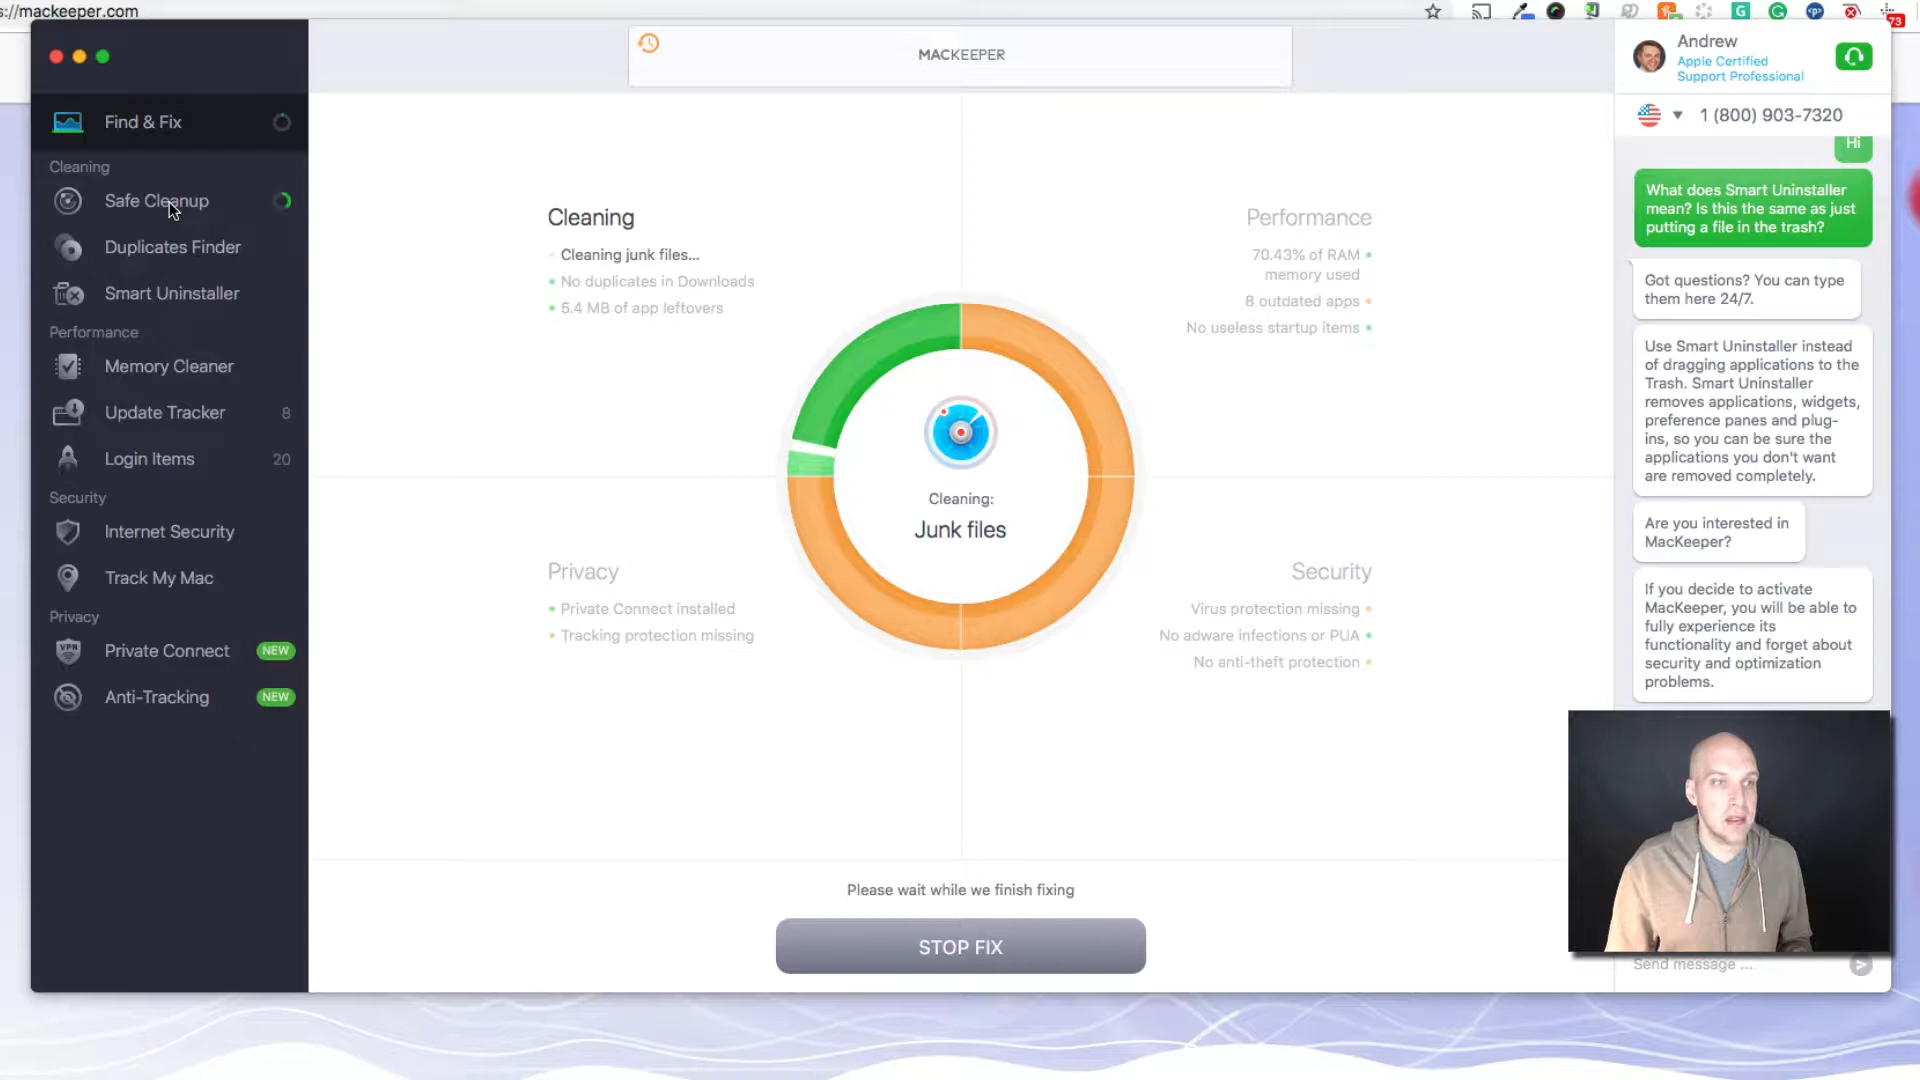 s://mackeeper.com
73
MACKEEPER
Andrew
Apple Certified
Support Professional
1 (800) 903-7320
Find & Fix
Cleaning
Safe Cleanup
Duplicates Finder
Smart Uninstaller
Performance
Memory Cleaner
Update Tracker 8
Login Items 20
Security
Internet Security
Track My Mac
Privacy
VPN
Private Connect NEW
Anti-Tracking NEW
Cleaning
Cleaning junk files...
No duplicates in Downloads
5.4 MB of app leftovers
Performance
70.43% of RAM
memory used
8 outdated apps
No useless startup items
Cleaning:
Junk files
Privacy
Private Connect installed
Tracking protection missing
Security
Virus protection missing
No adware infections or PUA
No anti-theft protection
Please wait while we finish fixing
STOP FIX
Hi
What does Smart Uninstaller
mean? Is this the same as just
putting a file in the trash?
Got questions? You can type
them here 24/7.
Use Smart Uninstaller instead
of dragging applications to the
Trash. Smart Uninstaller
removes applications, widgets,
preference panes and plug-
ins, so you can be sure the
applications you don't want
are removed completely.
Are you interested in
MacKeeper?
If you decide to activate
MacKeeper, you will be able to
fully experience its
functionality and forget about
security and optimization
problems.
Send message ...